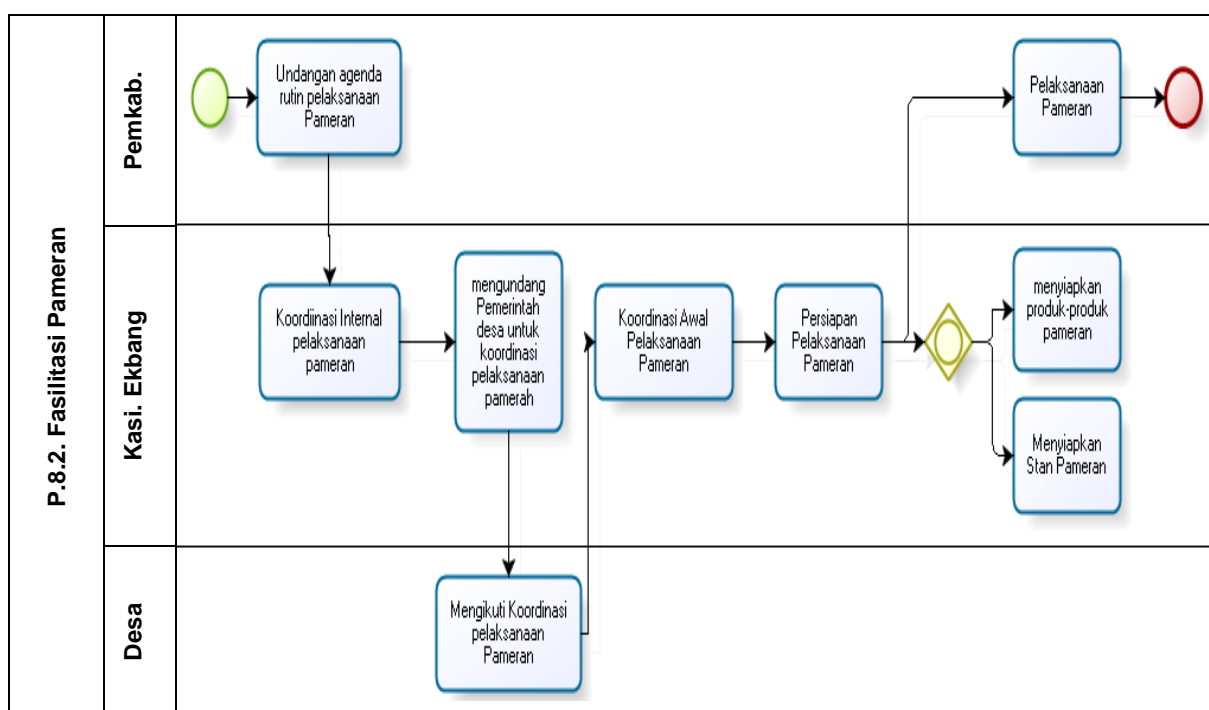 P.8.2. Fasilitasi Pameran
Pemkab.
Undangan agenda
rutin pelaksanaan
Pameran
Pelaksanaan
Pameran
Kasi. Ekbang
Koordiinasi Internal
pelaksanaan
pameran
mengundang
Pemerintah
desa untuk
koordinasi
pelaksanaan
pamerah
Koordinasi Awal
Pelaksanaan
Pameran
Persiapan
Pelaksanaan
Pameran
menyiapkan
produk-produk
pameran
Menyiapkan
Stan Pameran
Desa
Mengikuti Koordinasi
pelaksanaan
Pameran